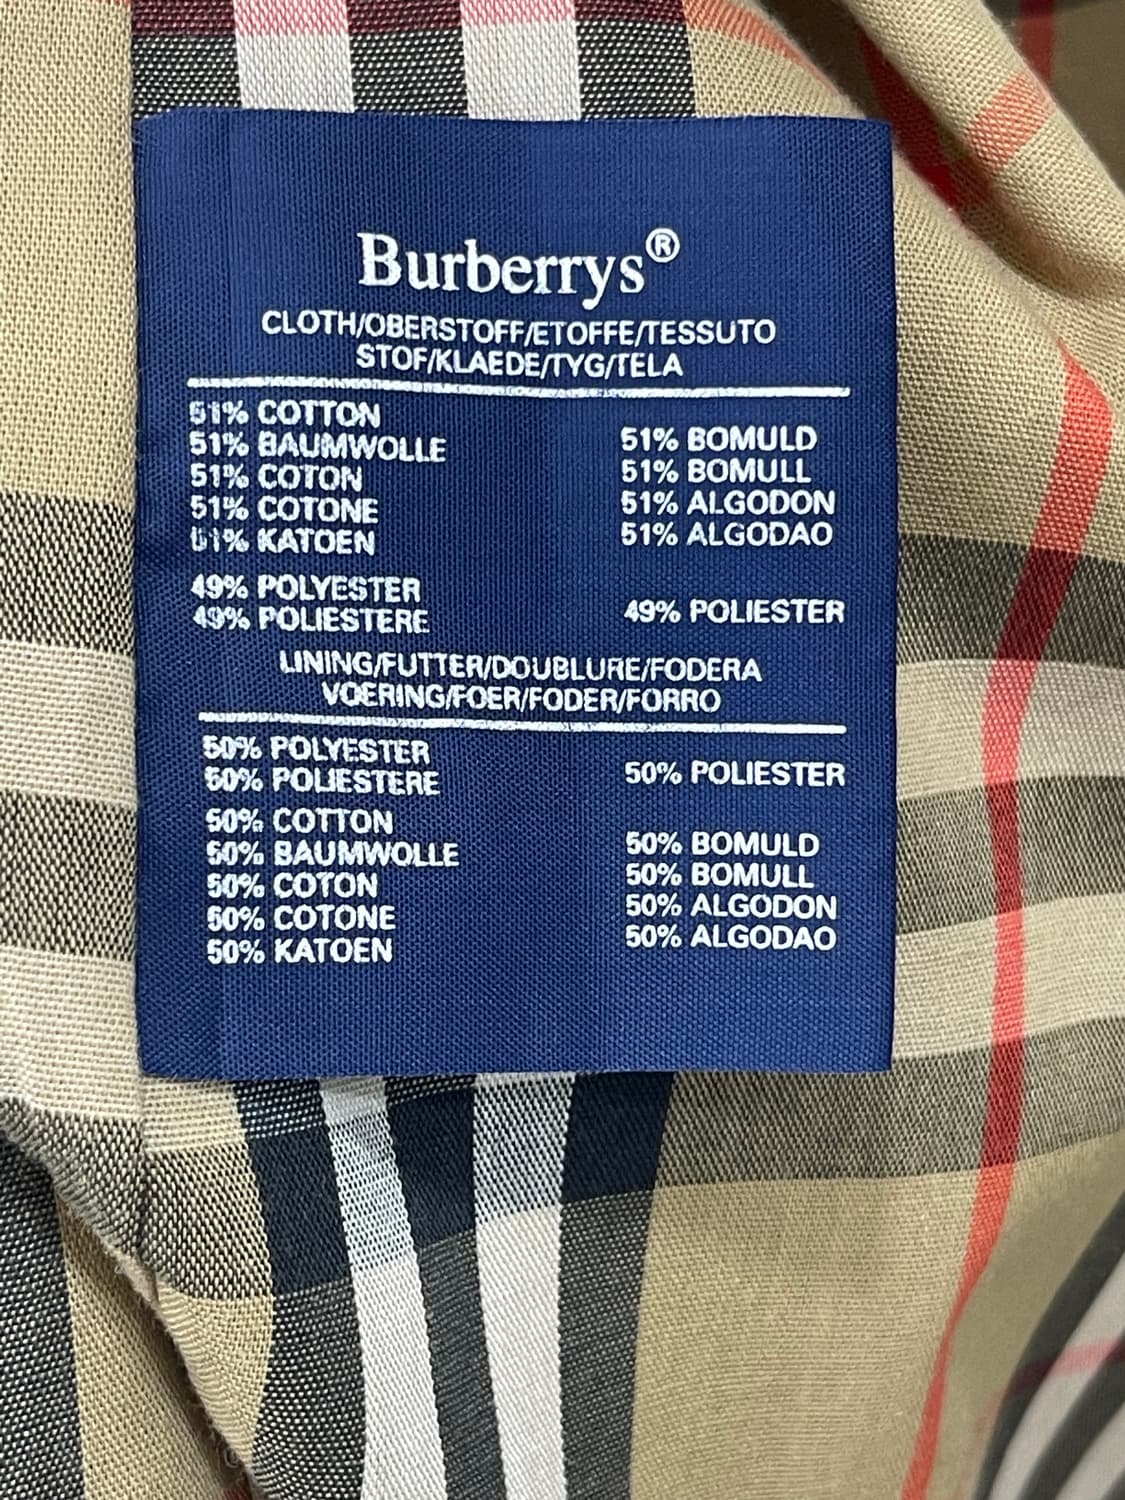 Burberrys®
CLOTH/OBERSTOFF/ETOFFE/TESSUTO
STOF/KLAEDE/TYG/TELA
51% COTTON
51% BAUMWOLLE
51% COTON
51% COTONE
51% KATOEN
51% BOMULD
51% BOMULL
51% ALGODON
51% ALGODAO
49% POLYESTER
49% POLIESTERE
49% POLIESTER
LINING/FUTTER/DOUBLURE/FODERA
VOERING/FOER/FODER/FORRO
50% POLYESTER
50% POLIESTERE
50% POLIESTER
50% COTTON
50% BAUMWOLLE
50% COTON
50% COTONE
50% KATOEN
50% BOMULD
50% BOMULL
50% ALGODON
50% ALGODAO